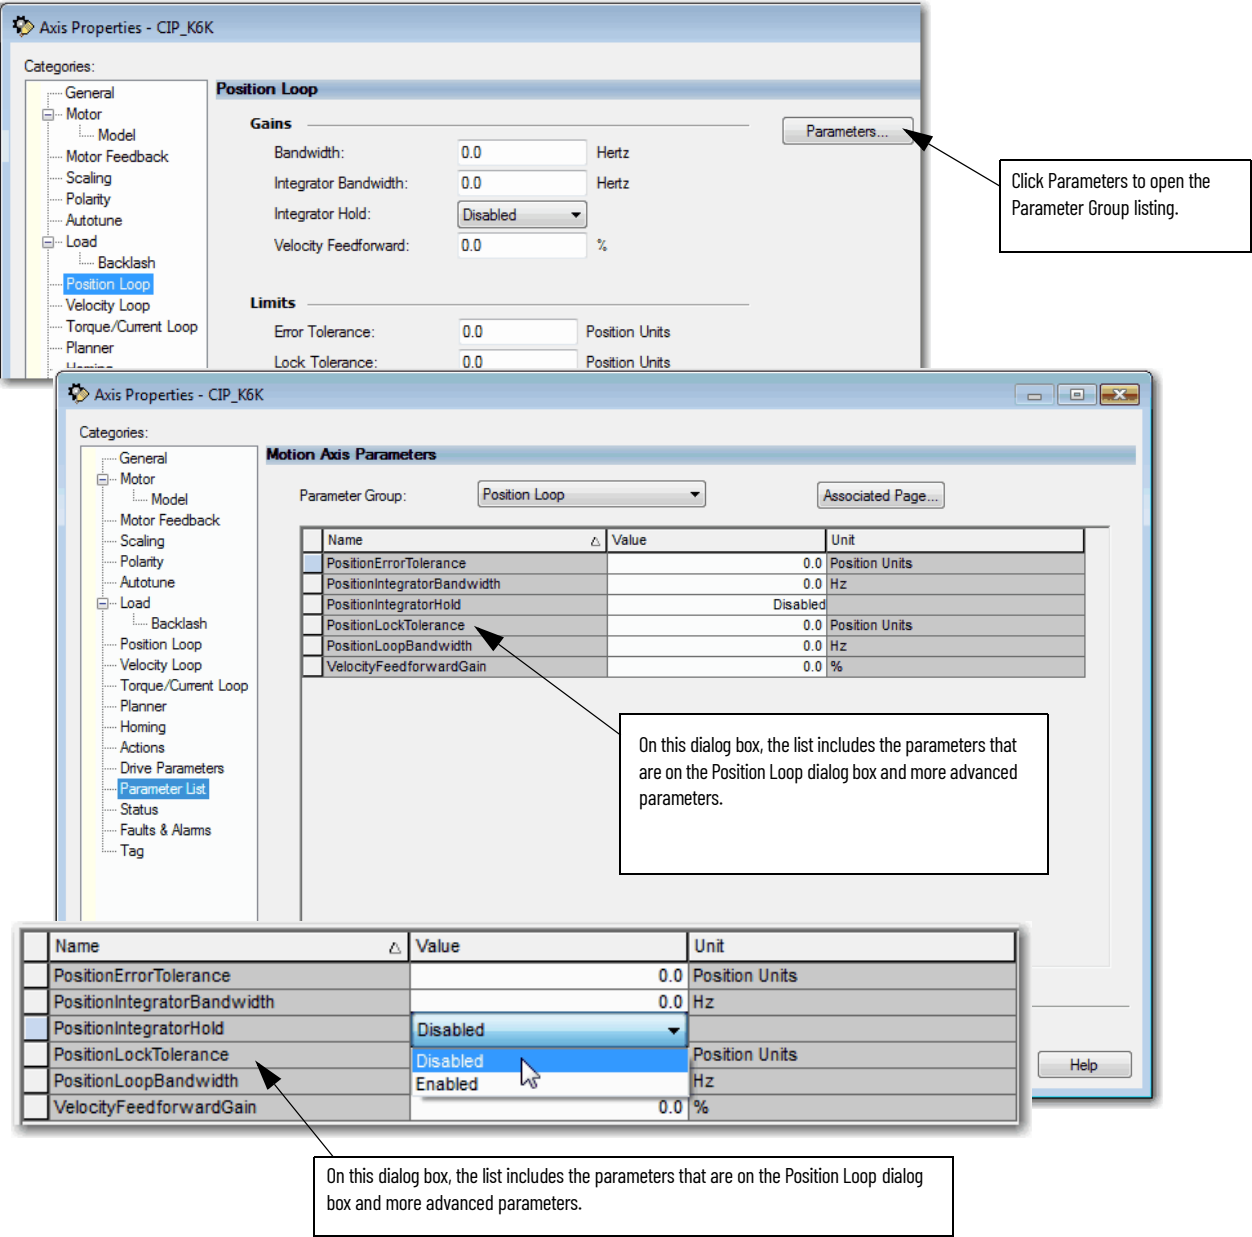 Axis Properties - CIP_K6K
Categories:
General
Motor
Model
Motor Feedback
Scaling
Polarity
Autotune
Load
Backlash
Position Loop
Velocity Loop
Torque/Current Loop
Planner
Homing
Position Loop
Gains
Parameters...
Bandwidth: 0.0 Hertz
Integrator Bandwidth: 0.0 Hertz
Integrator Hold: Disabled
Velocity Feedforward: 0.0 %
Limits
Error Tolerance: 0.0 Position Units
Lock Tolerance: 0.0 Position Units
Click Parameters to open the
Parameter Group listing.
Axis Properties - CIP_K6K
Categories:
General
Motor
Model
Motor Feedback
Scaling
Polarity
Autotune
Load
Backlash
Position Loop
Velocity Loop
Torque/Current Loop
Planner
Homing
Actions
Drive Parameters
Parameter List
Status
Faults & Alarms
Tag
Motion Axis Parameters
Parameter Group: Position Loop Associated Page...
Name Value Unit
PositionErrorTolerance 0.0 Position Units
PositionIntegratorBandwidth 0.0 Hz
PositionIntegratorHold Disabled
PositionLockTolerance 0.0 Position Units
PositionLoopBandwidth 0.0 Hz
VelocityFeedforwardGain 0.0 %
On this dialog box, the list includes the parameters that
are on the Position Loop dialog box and more advanced
parameters.
Help
Name Value Unit
PositionErrorTolerance 0.0 Position Units
PositionIntegratorBandwidth 0.0 Hz
PositionIntegratorHold Disabled
PositionLockTolerance Disabled Position Units
PositionLoopBandwidth Enabled Hz
VelocityFeedforwardGain 0.0 %
On this dialog box, the list includes the parameters that are on the Position Loop dialog
box and more advanced parameters.